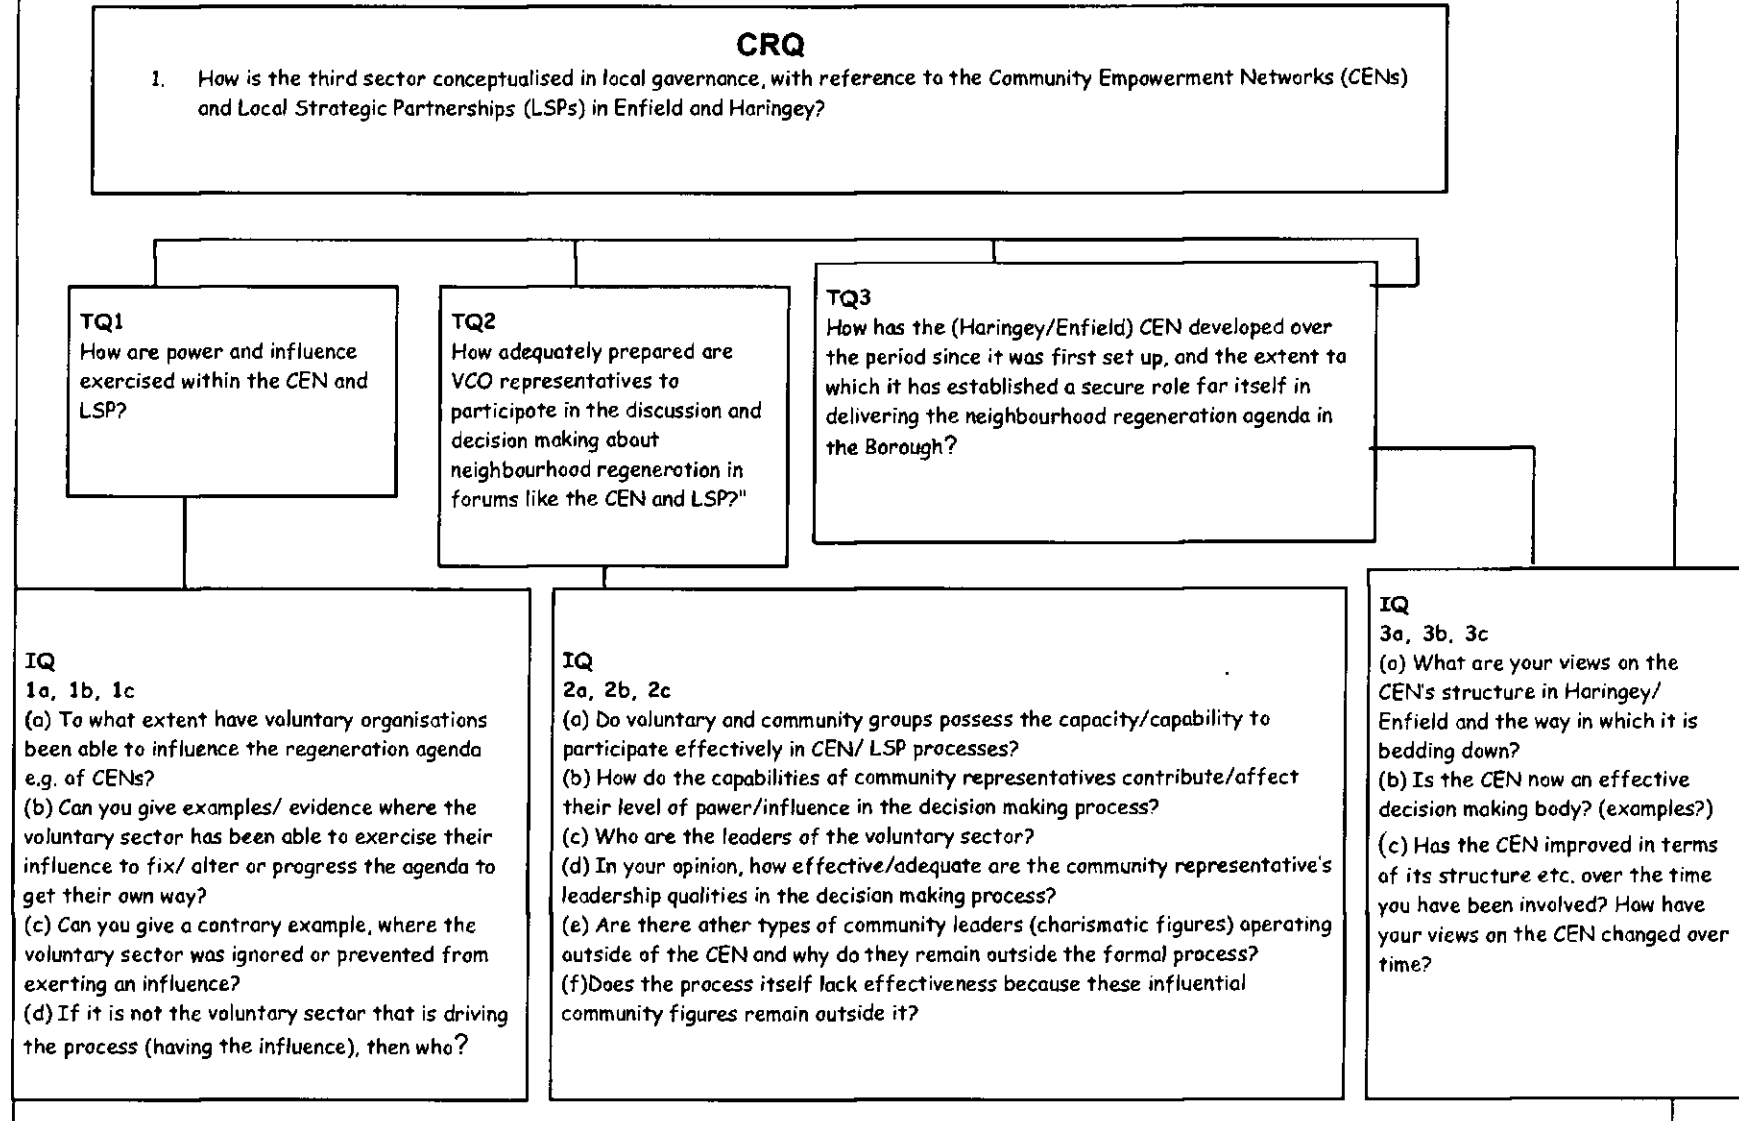 CRQ
1. How is the third sector conceptualised in local governance, with reference to the Community Empowerment Networks (CENs)
and Local Strategic Partnerships (LSPs) in Enfield and Haringey?
TQ1
How are power and influence
exercised within the CEN and
LSP?
TQ2
How adequately prepared are
VCO representatives to
participate in the discussion and
decision making about
neighbourhood regeneration in
forums like the CEN and LSP?"
TQ3
How has the (Haringey/Enfield) CEN developed over
the period since it was first set up, and the extent to
which it has established a secure role for itself in
delivering the neighbourhood regeneration agenda in
the Borough?
IQ
1a, 1b, 1c
(a) To what extent have voluntary organisations
been able to influence the regeneration agenda
e.g. of CENs?
(b) Can you give examples/ evidence where the
voluntary sector has been able to exercise their
influence to fix/ alter or progress the agenda to
get their own way?
(c) Can you give a contrary example, where the
voluntary sector was ignored or prevented from
exerting an influence?
(d) If it is not the voluntary sector that is driving
the process (having the influence), then who?
IQ
2a, 2b, 2c
(a) Do voluntary and community groups possess the capacity/capability to
participate effectively in CEN/ LSP processes?
(b) How do the capabilities of community representatives contribute/affect
their level of power/influence in the decision making process?
(c) Who are the leaders of the voluntary sector?
(d) In your opinion, how effective/adequate are the community representative's
leadership qualities in the decision making process?
(e) Are there other types of community leaders (charismatic figures) operating
outside of the CEN and why do they remain outside the formal process?
(f)Does the process itself lack effectiveness because these influential
community figures remain outside it?
IQ
3a, 3b, 3c
(a) What are your views on the
CEN's structure in Haringey/
Enfield and the way in which it is
bedding down?
(b) Is the CEN now an effective
decision making body? (examples?)
(c) Has the CEN improved in terms
of its structure etc. over the time
you have been involved? How have
your views on the CEN changed over
time?